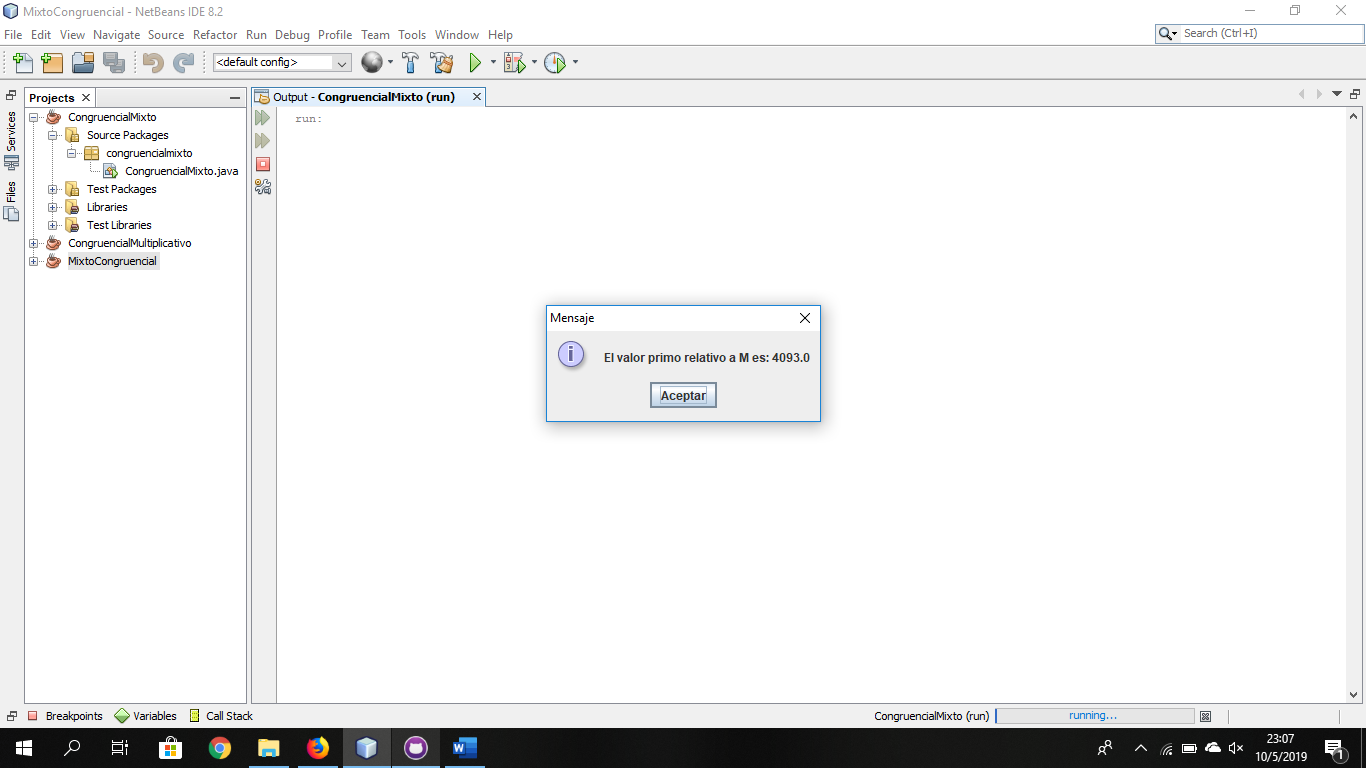 MixtoCongruencial - NetBeans IDE 8.2
File Edit View Navigate Source Refactor Run Debug Profile Team Tools Window Help
Search (Ctrl+I)
<default config>
Projects
Output - CongruencialMixto (run)
Services
Files
CongruencialMixto
Source Packages
congruencialmixto
CongruencialMixto.java
Test Packages
Libraries
Test Libraries
CongruencialMultiplicativo
MixtoCongruencial
run:
Mensaje
El valor primo relativo a M es: 4093.0
Aceptar
Breakpoints Variables Call Stack
CongruencialMixto (run) running...
23:07
10/5/2019
1